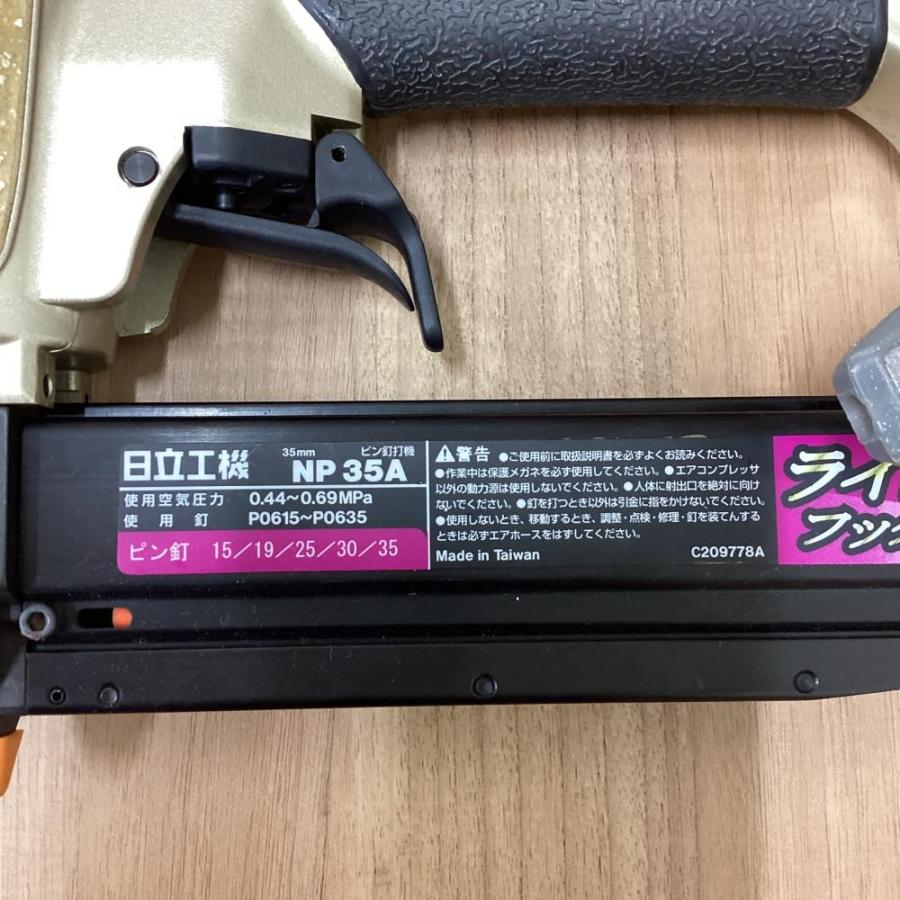 日立工機 35mm ピン釘打機 NP 35A
使用空気圧力 0.44~0.69MPa
使用釘 P0615~P0635
ピン釘 15/19/25/30/35
⚠警告 ●ご使用前に取扱説明書を必ずよくお読みください。
●作業中は保護メガネを必ず使用してください。●エアコンプレッサ
以外の動力源は使用しないでください。●人体に射出口を絶対に向け
ないでください。●釘を打つとき以外は引金に指をかけないでください。
●使用しないとき、移動するとき、調整・点検・修理・釘を装てんする
ときは必ずエアホースをはずしてください。
Made in Taiwan C209778A
ライ
フッ